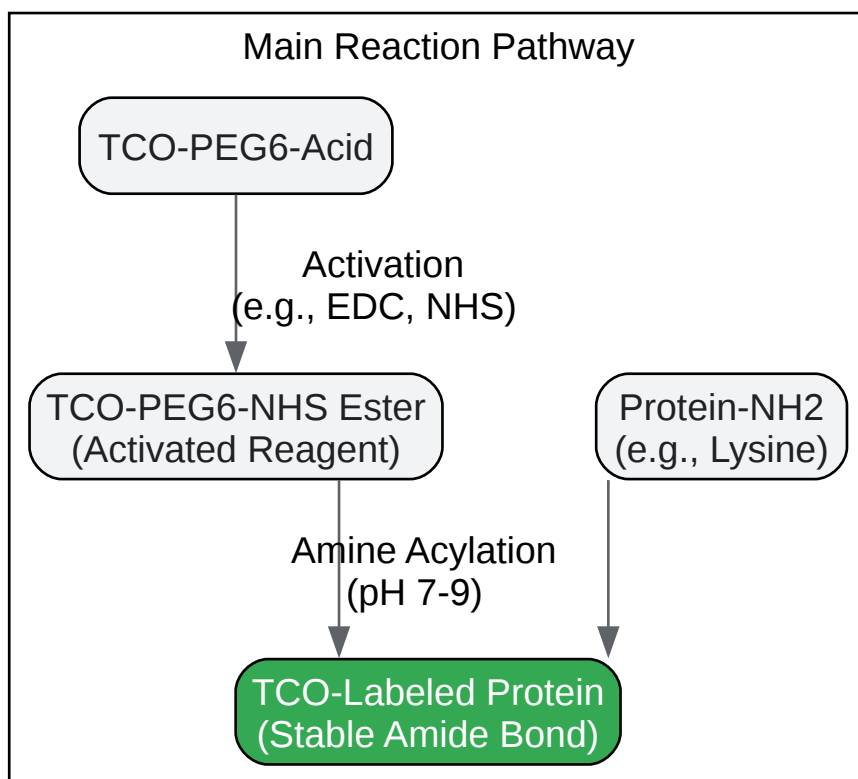 Main Reaction Pathway
TCO-PEG6-Acid
Activation
(e.g., EDC, NHS)
TCO-PEG6-NHS Ester
(Activated Reagent)
Protein-NH2
(e.g., Lysine)
Amine Acylation
(pH 7-9)
TCO-Labeled Protein
(Stable Amide Bond)